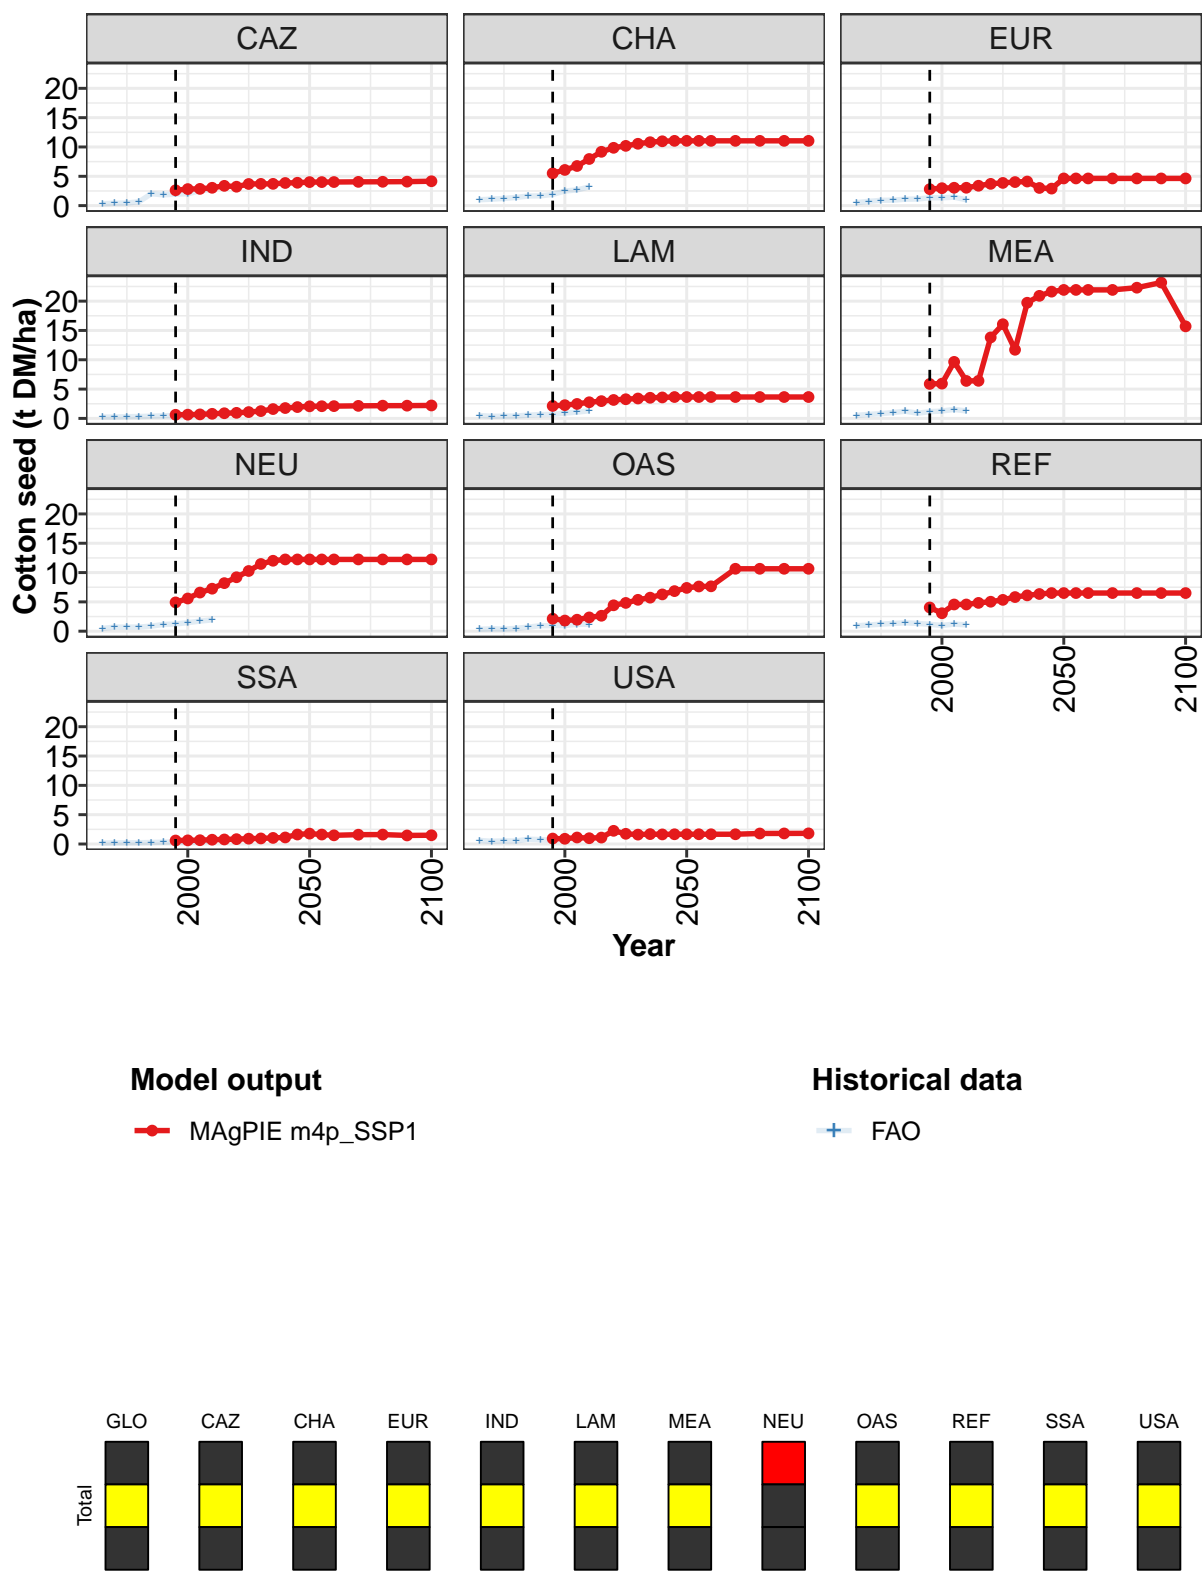 CAZ CHA EUR
20
15
10
5
0
IND LAM MEA
20
15
10
5
0
Cotton seed (t DM/ha)
NEU OAS REF
20
15
10
5
0
2000 2050 2100
SSA USA
20
15
10
5
0
2000 2050 2100 2000 2050 2100
Year
Model output Historical data
MAgPIE m4p_SSP1 FAO
GLO CAZ CHA EUR IND LAM MEA NEU OAS REF SSA USA
Total